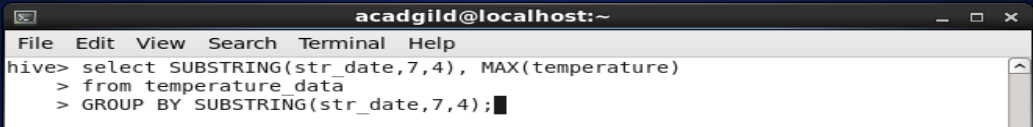 acadgild@localhost:~
File Edit View Search Terminal Help
hive> select SUBSTRING(str_date,7,4), MAX(temperature)
    > from temperature_data
    > GROUP BY SUBSTRING(str_date,7,4);